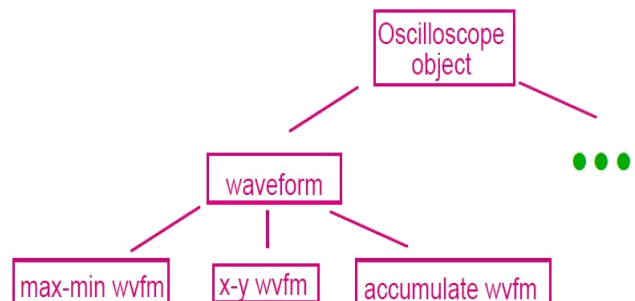 Oscilloscope
object
waveform
max-min wvfm
x-y wvfm
accumulate wvfm